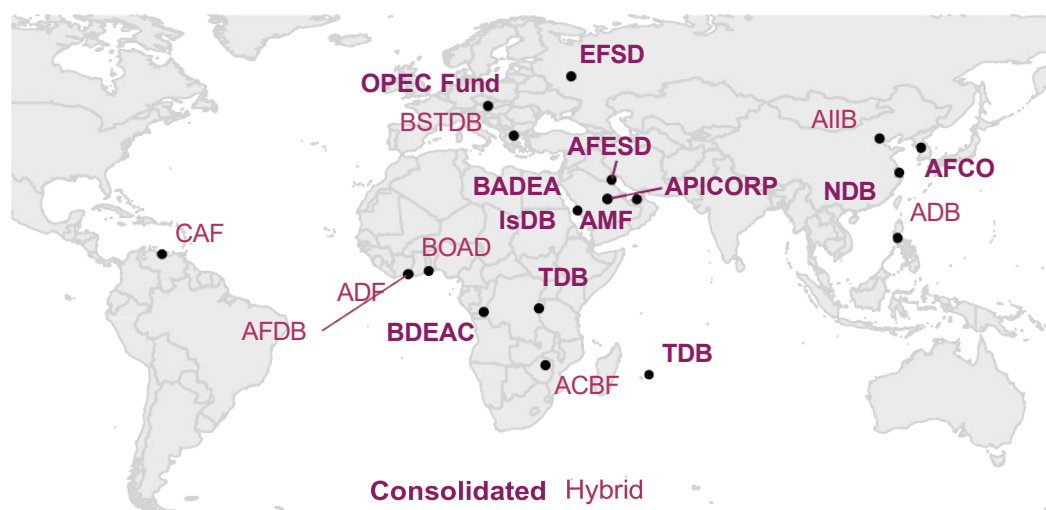 EFSD
OPEC Fund
BSTDB
AIIB
AFESD
AFCO
BADEA
APICORP
NDB
IsDB
AMF
ADB
CAF
BOAD
TDB
ADF
AFDB
BDEAC
TDB
ACBF
Consolidated Hybrid